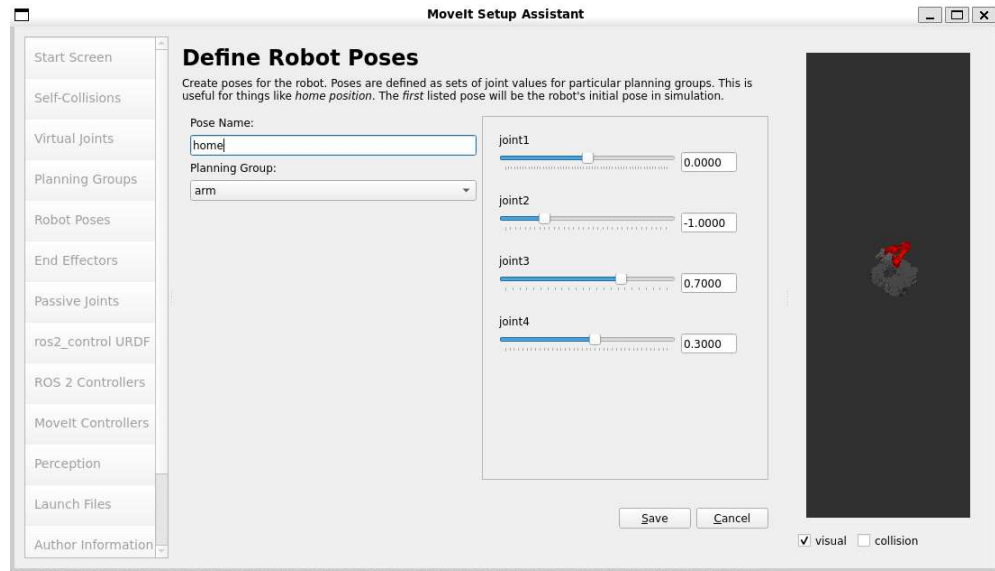 MoveIt Setup Assistant
Start Screen
Self-Collisions
Virtual Joints
Planning Groups
Robot Poses
End Effectors
Passive Joints
ros2_control URDF
ROS 2 Controllers
MoveIt Controllers
Perception
Launch Files
Author Information
Define Robot Poses
Create poses for the robot. Poses are defined as sets of joint values for particular planning groups. This is
useful for things like home position. The first listed pose will be the robot's initial pose in simulation.
Pose Name:
home
Planning Group:
arm
joint1
0.0000
joint2
-1.0000
joint3
0.7000
joint4
0.3000
Save
Cancel
visual
collision